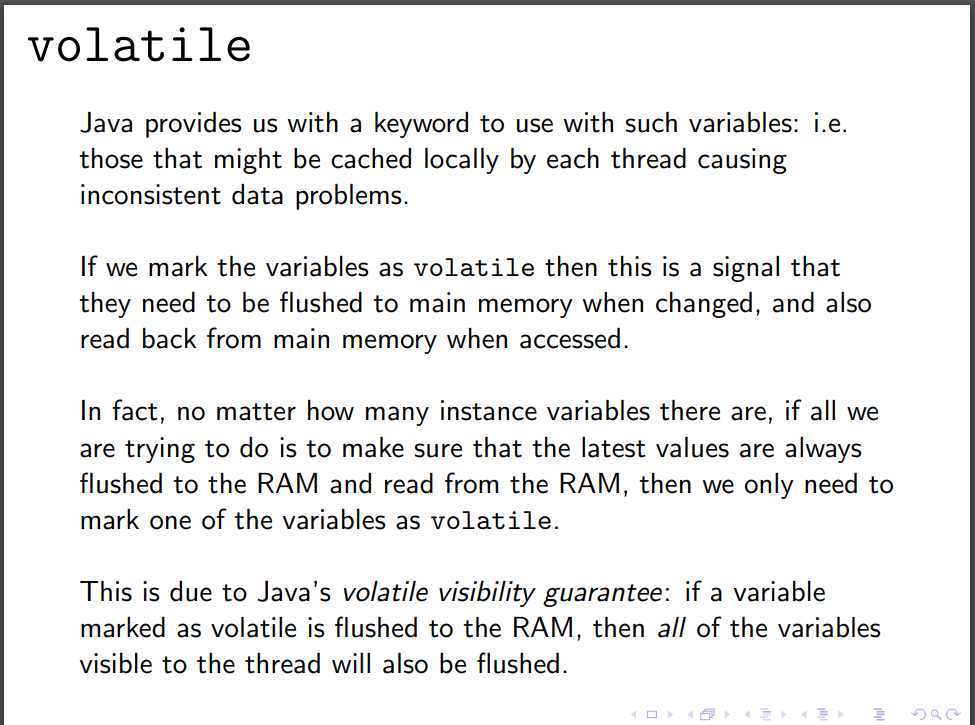 volatile
Java provides us with a keyword to use with such variables: i.e.
those that might be cached locally by each thread causing
inconsistent data problems.
If we mark the variables as volatile then this is a signal that
they need to be flushed to main memory when changed, and also
read back from main memory when accessed.
In fact, no matter how many instance variables there are, if all we
are trying to do is to make sure that the latest values are always
flushed to the RAM and read from the RAM, then we only need to
mark one of the variables as volatile.
This is due to Java's volatile visibility guarantee: if a variable
marked as volatile is flushed to the RAM, then all of the variables
visible to the thread will also be flushed.